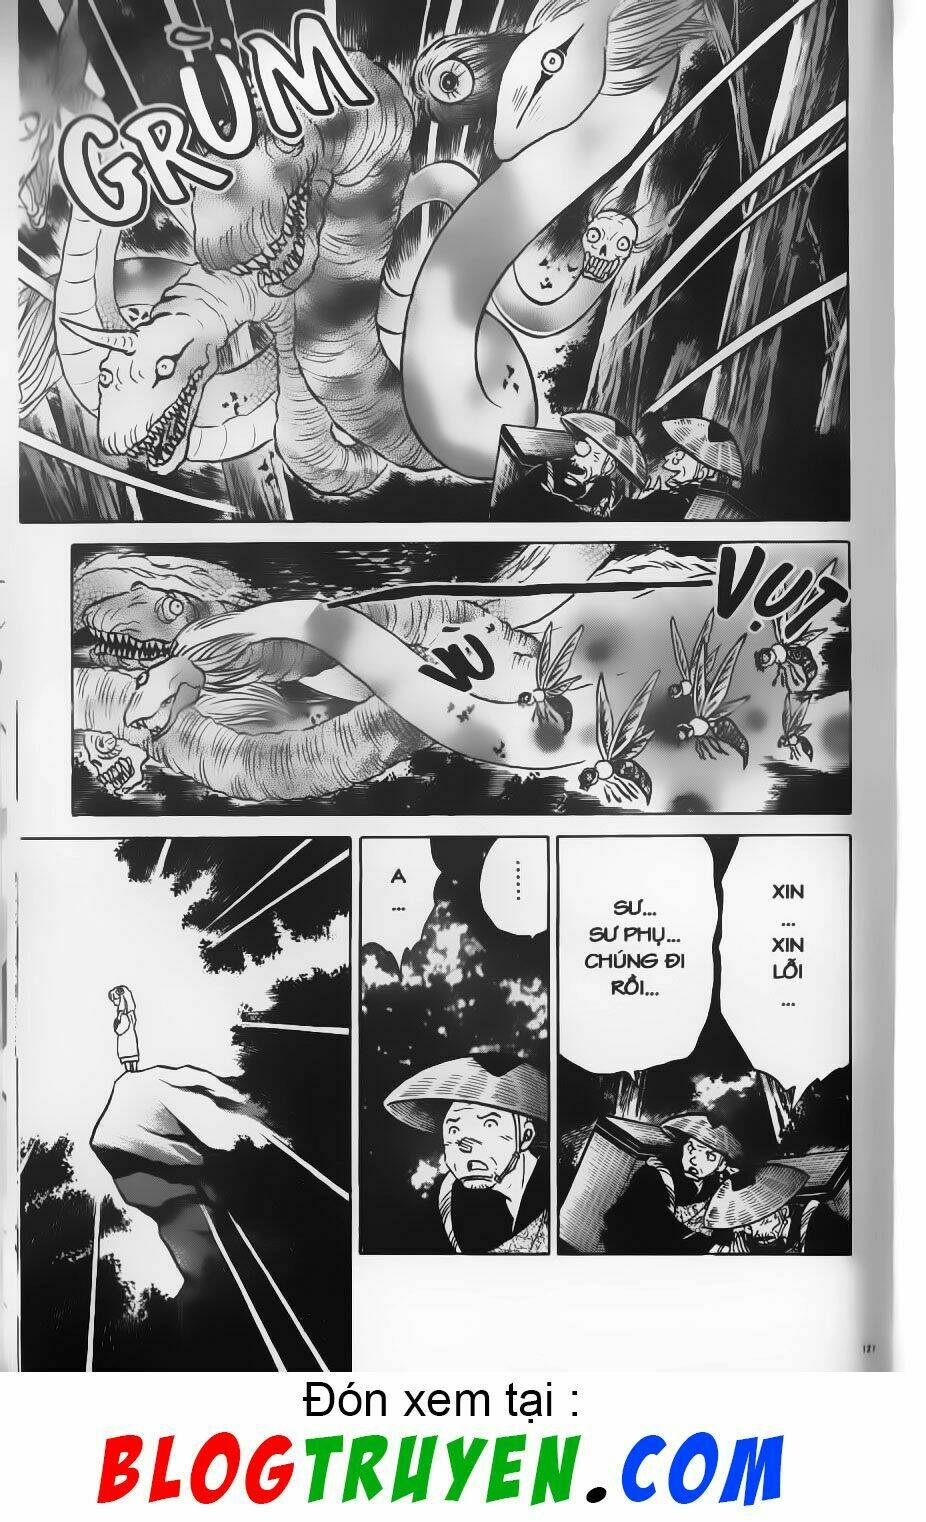 GRÙM
VỤT
VÙ
XIN
...
XIN
LỖI
...
SƯ...
SƯ PHỤ...
CHÚNG ĐI
RỒI...
......
A
...
121
Đón xem tại :
BLOGTRUYEN.COM